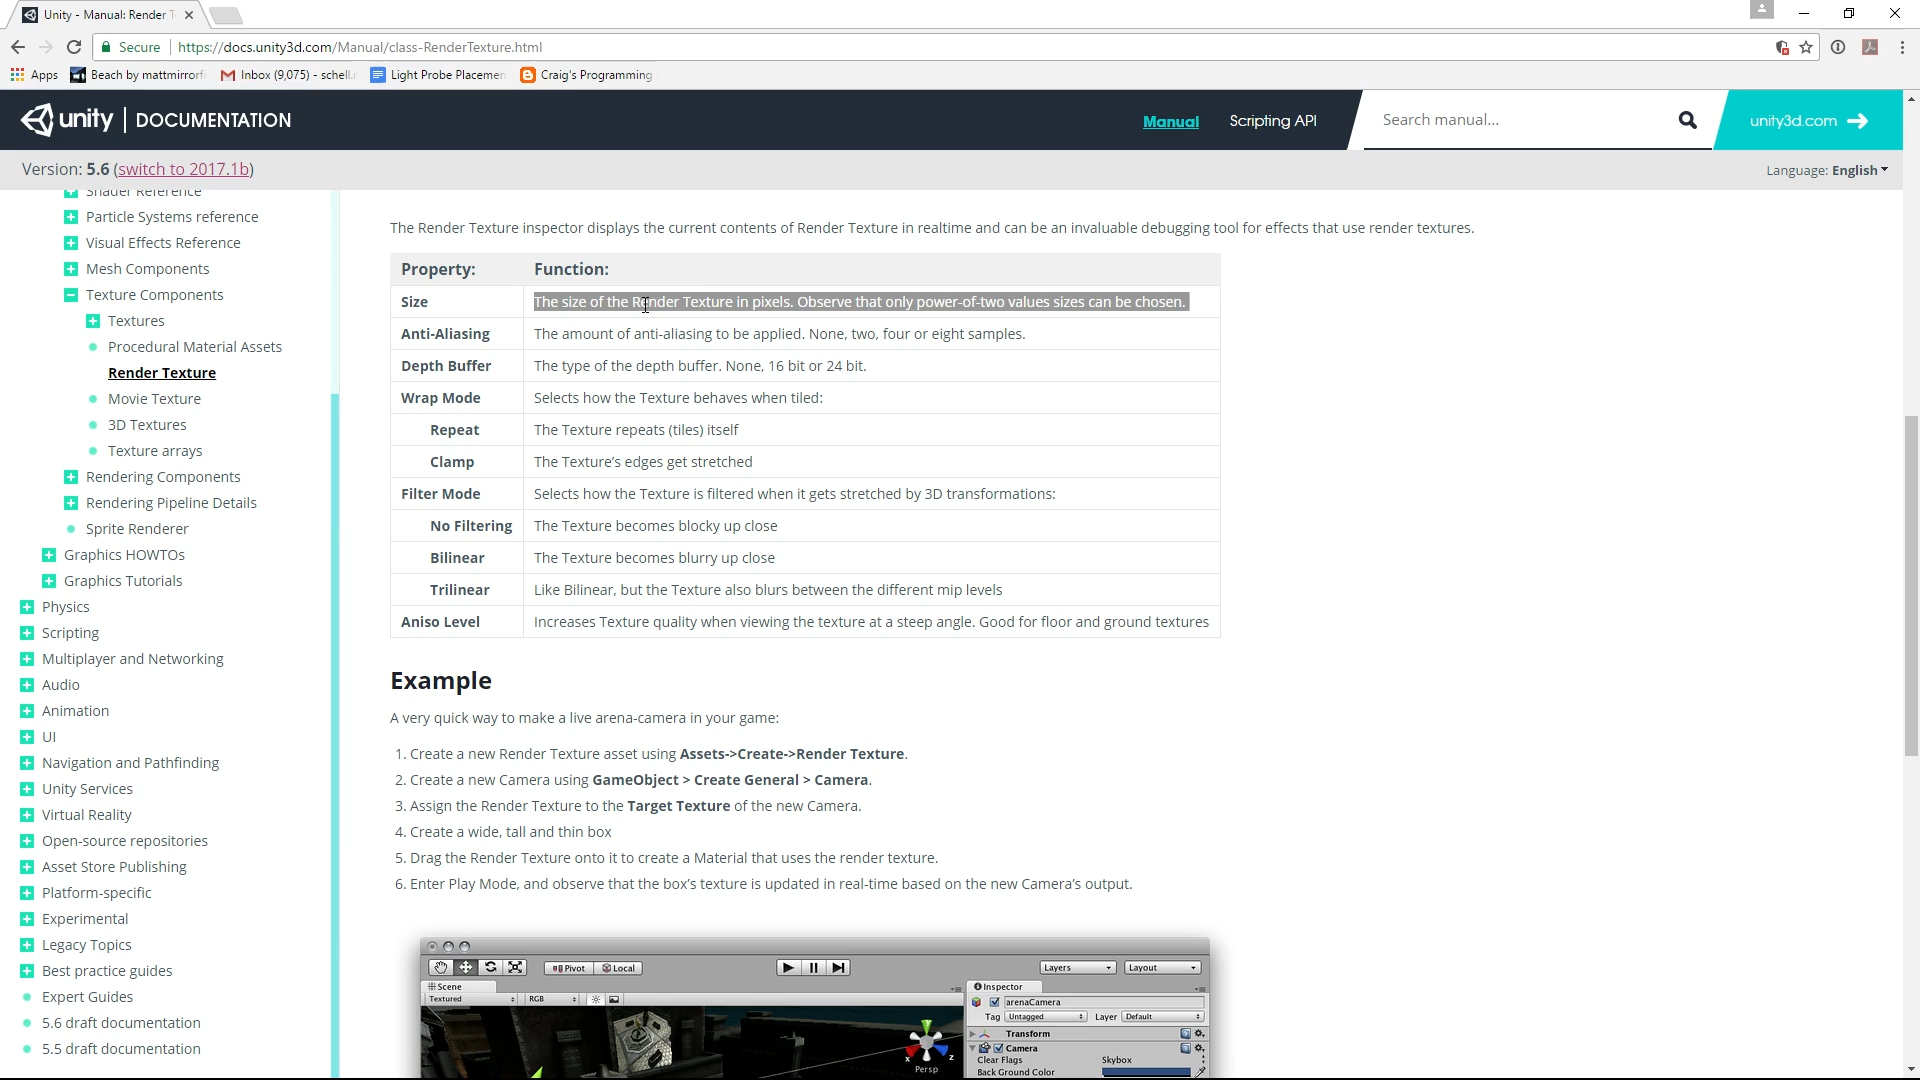 Unity - Manual: Render T
Secure
https://docs.unity3d.com/Manual/class-RenderTexture.html
Apps
Beach by mattmirrorfi
Inbox (9,075) - schell.r
Light Probe Placemen
Craig's Programming
unity | DOCUMENTATION
Manual
Scripting API
Search manual...
unity3d.com
Version: 5.6 (switch to 2017.1b)
Language: English
Shader Reference
Particle Systems reference
Visual Effects Reference
Mesh Components
Texture Components
Textures
Procedural Material Assets
Render Texture
Movie Texture
3D Textures
Texture arrays
Rendering Components
Rendering Pipeline Details
Sprite Renderer
Graphics HOWTOs
Graphics Tutorials
Physics
Scripting
Multiplayer and Networking
Audio
Animation
UI
Navigation and Pathfinding
Unity Services
Virtual Reality
Open-source repositories
Asset Store Publishing
Platform-specific
Experimental
Legacy Topics
Best practice guides
Expert Guides
5.6 draft documentation
5.5 draft documentation
The Render Texture inspector displays the current contents of Render Texture in realtime and can be an invaluable debugging tool for effects that use render textures.
Property: Function:
Size The size of the Render Texture in pixels. Observe that only power-of-two values sizes can be chosen.
Anti-Aliasing The amount of anti-aliasing to be applied. None, two, four or eight samples.
Depth Buffer The type of the depth buffer. None, 16 bit or 24 bit.
Wrap Mode Selects how the Texture behaves when tiled:
Repeat The Texture repeats (tiles) itself
Clamp The Texture's edges get stretched
Filter Mode Selects how the Texture is filtered when it gets stretched by 3D transformations:
No Filtering The Texture becomes blocky up close
Bilinear The Texture becomes blurry up close
Trilinear Like Bilinear, but the Texture also blurs between the different mip levels
Aniso Level Increases Texture quality when viewing the texture at a steep angle. Good for floor and ground textures
Example
A very quick way to make a live arena-camera in your game:
1. Create a new Render Texture asset using Assets->Create->Render Texture.
2. Create a new Camera using GameObject > Create General > Camera.
3. Assign the Render Texture to the Target Texture of the new Camera.
4. Create a wide, tall and thin box
5. Drag the Render Texture onto it to create a Material that uses the render texture.
6. Enter Play Mode, and observe that the box's texture is updated in real-time based on the new Camera's output.
Pivot
Local
Layers
Layout
Scene
Textured
RGB
x
z
Persp
Inspector
arenaCamera
Tag Untagged Layer Default
Transform
Camera
Clear Flags Skybox
Back Ground Color